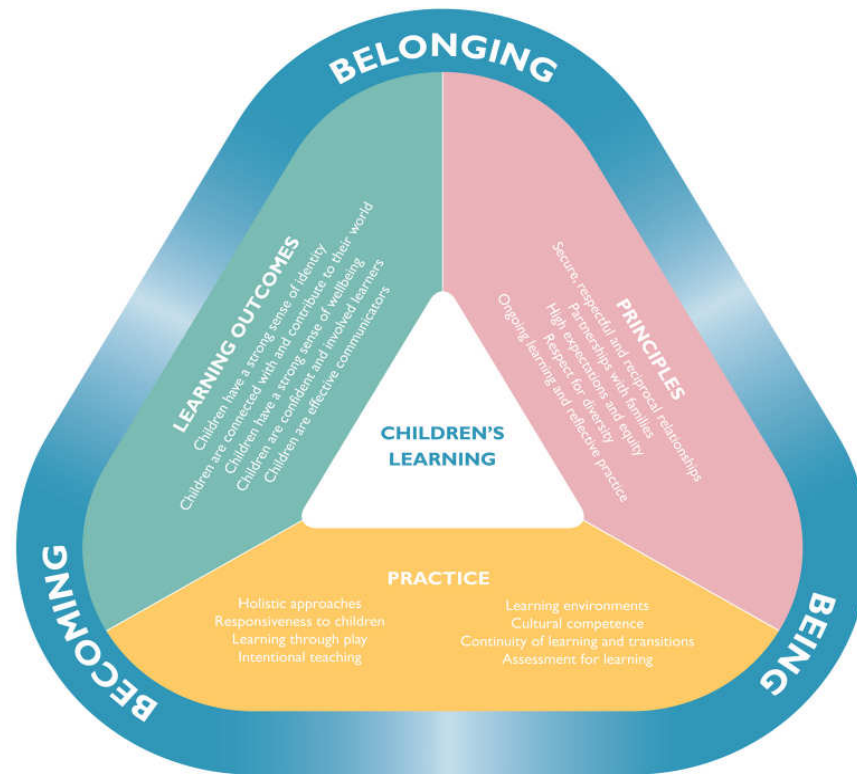 BELONGING
LEARNING OUTCOMES
Children have a strong sense of identity
Children are connected with and contribute to their world
Children have a strong sense of wellbeing
Children are confident and involved learners
Children are effective communicators
PRINCIPLES
Secure, respectful and reciprocal relationships
Partnerships with families
High expectations and equity
Respect for diversity
Ongoing learning and reflective practice
CHILDREN'S
LEARNING
PRACTICE
Holistic approaches
Responsiveness to children
Learning through play
Intentional teaching
Learning environments
Cultural competence
Continuity of learning and transitions
Assessment for learning
BECOMING
BEING